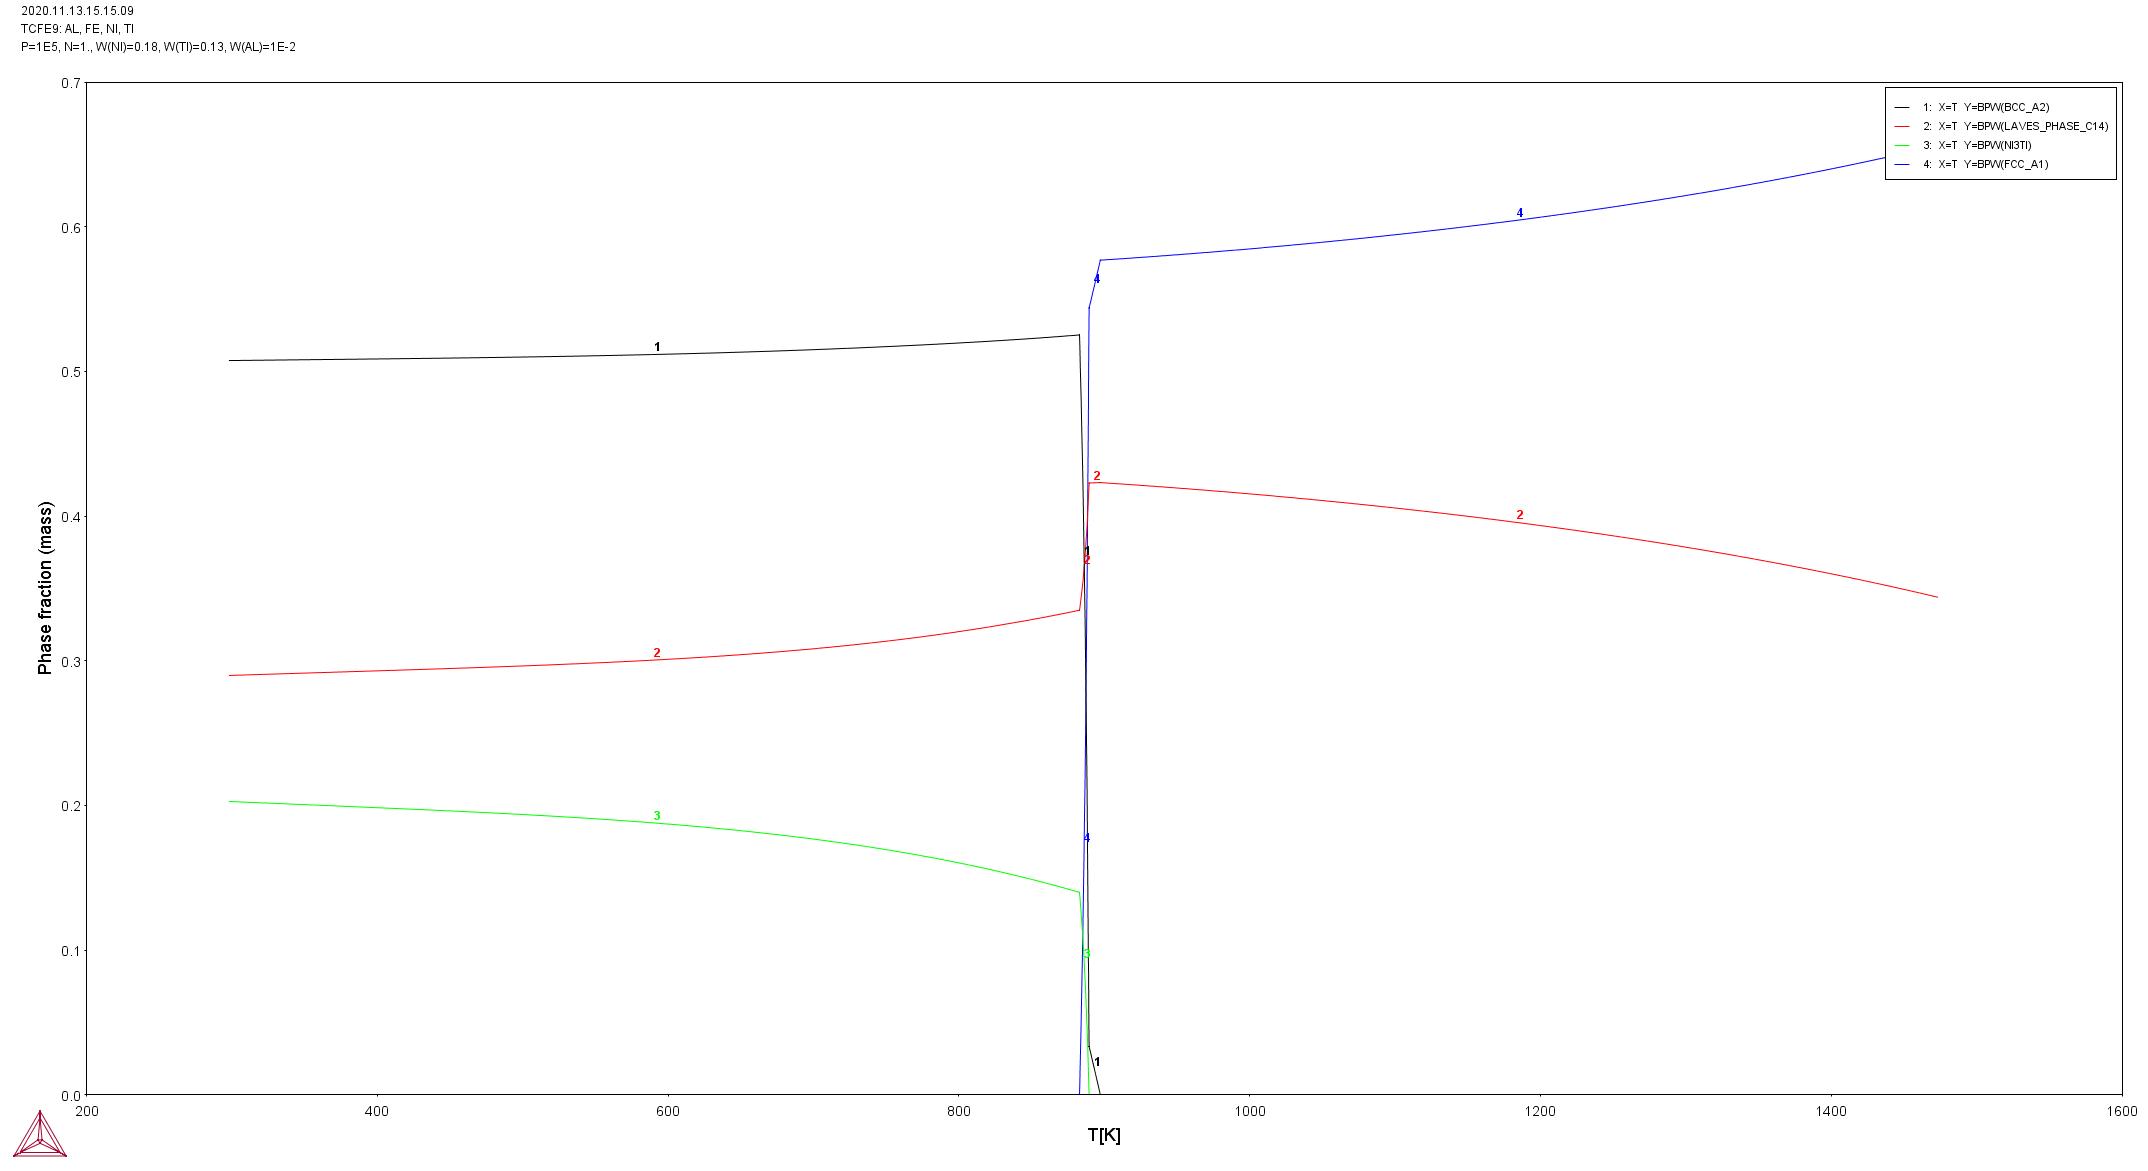 2020.11.13.15.15.09
TCFE9: AL, FE, NI, TI
P=1E5, N=1., W(NI)=0.18, W(TI)=0.13, W(AL)=1E-2
0.7
0.6
0.5
0.4
0.3
0.2
0.1
0.0
Phase fraction (mass)
1: X=T Y=BPW(BCC_A2)
2: X=T Y=BPW(LAVES_PHASE_C14)
3: X=T Y=BPW(NI3TI)
4: X=T Y=BPW(FCC_A1)
4
4
1
2
2
1
2
2
3
4
3
1
200 400 600 800 1000 1200 1400 1600
T[K]